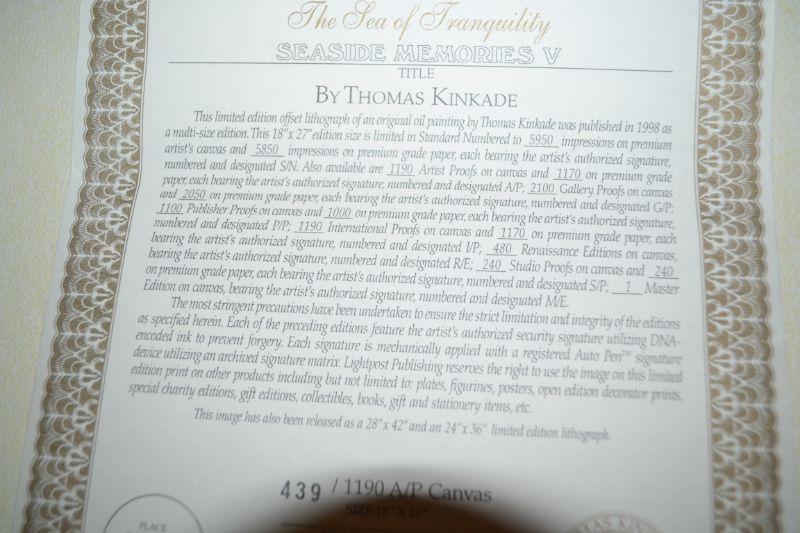 The Sea of Tranquility
SEASIDE MEMORIES V
TITLE
BY THOMAS KINKADE
This limited edition offset lithograph of an original oil painting by Thomas Kinkade was published in 1998 as
a multi-size edition. This 18" x 27" edition size is limited in Standard Numbered to 5950 impressions on premium
artist's canvas and 5850 impressions on premium grade paper, each bearing the artist's authorized signature,
numbered and designated S/N. Also available are 1190 Artist Proofs on canvas and 1170 on premium grade
paper, each bearing the artist's authorized signature, numbered and designated A/P; 2100 Gallery Proofs on canvas
and 2050 on premium grade paper, each bearing the artist's authorized signature, numbered and designated G/P;
1100 Publisher Proofs on canvas and 1000 on premium grade paper, each bearing the artist's authorized signature,
numbered and designated P/P; 1190 International Proofs on canvas and 1170 on premium grade paper, each
bearing the artist's authorized signature, numbered and designated I/P; 480 Renaissance Editions on canvas,
bearing the artist's authorized signature, numbered and designated R/E; 240 Studio Proofs on canvas and 240
on premium grade paper, each bearing the artist's authorized signature, numbered and designated S/P; 1 Master
Edition on canvas, bearing the artist's authorized signature, numbered and designated M/E.
The most stringent precautions have been undertaken to ensure the strict limitation and integrity of the editions
as specified herein. Each of the preceding editions feature the artist's authorized security signature utilizing DNA-
encoded ink to prevent forgery. Each signature is mechanically applied with a registered Auto Pen™ signature
device utilizing an archived signature matrix. Lightpost Publishing reserves the right to use the image on this limited
edition print on other products including but not limited to: plates, figurines, posters, open edition decorator prints,
special charity editions, gift editions, collectibles, books, gift and stationery items, etc.
This image has also been released as a 28" x 42" and an 24" x 36" limited edition lithograph.
439 / 1190 A/P Canvas
SIZE 18" X 27"
PLACE
MAS KIN